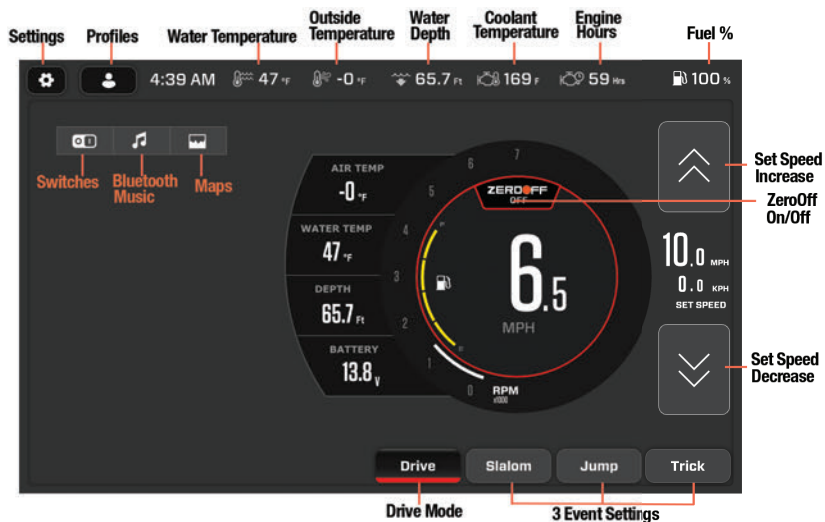 Settings
Profiles
Water Temperature
Outside
Temperature
Water
Depth
Coolant
Temperature
Engine
Hours
Fuel %
4:39 AM
47 °F
-0 °F
65.7 Ft
169 F
59 Hrs
100 %
Switches
Bluetooth
Music
Maps
AIR TEMP
-0 °F
WATER TEMP
47 °F
DEPTH
65.7 Ft
BATTERY
13.8 V
7
6
5
4
3
2
1
0
F
ZEROOFF
OFF
6.5
MPH
RPM
x1000
Set Speed
Increase
ZeroOff
On/Off
10.0 MPH
0.0 KPH
SET SPEED
Set Speed
Decrease
Drive
Slalom
Jump
Trick
Drive Mode
3 Event Settings